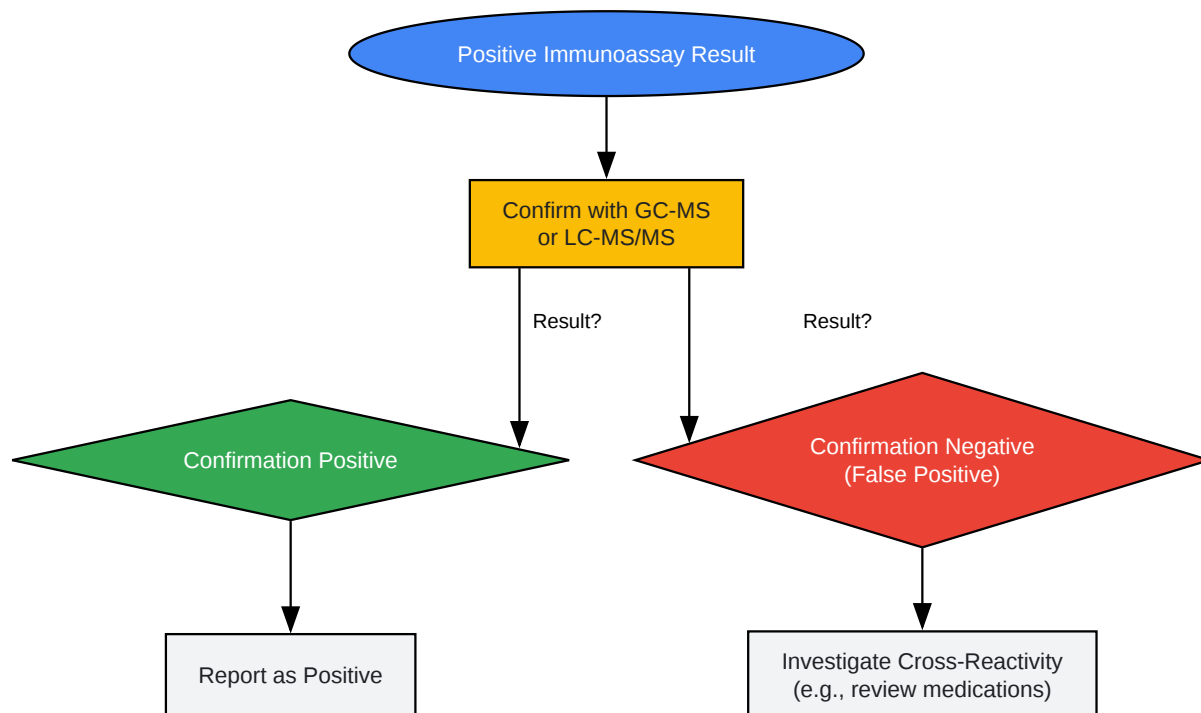 Positive Immunoassay Result
Confirm with GC-MS
or LC-MS/MS
Result?
Result?
Confirmation Positive
Confirmation Negative
(False Positive)
Report as Positive
Investigate Cross-Reactivity
(e.g., review medications)